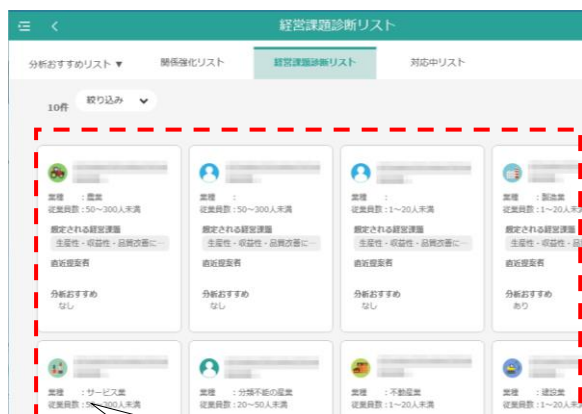 経営課題診断リスト
分析おすすめリスト ▼ 関係強化リスト 経営課題診断リスト 対応中リスト
10件 絞り込み
業種 : 農業
従業員数 : 50〜300人未満
想定される経営課題
生産性・収益性・品質改善に…
直近提案者
分析おすすめ
なし
業種 :
従業員数 : 50〜300人未満
想定される経営課題
生産性・収益性・品質改善に…
直近提案者
分析おすすめ
なし
業種 :
従業員数 : 1〜20人未満
想定される経営課題
生産性・収益性・品質改善に…
直近提案者
分析おすすめ
なし
業種 : 製造業
従業員数 : 1〜20人未満
想定される経営課題
生産性・収益性・品
直近提案者
分析おすすめ
あり
業種 : サービス業
従業員数 : 50〜300人未満
業種 : 分類不能の産業
従業員数 : 20〜50人未満
業種 : 不動産業
従業員数 : 1〜20人未満
業種 : 建設業
従業員数 : 1〜20人未満